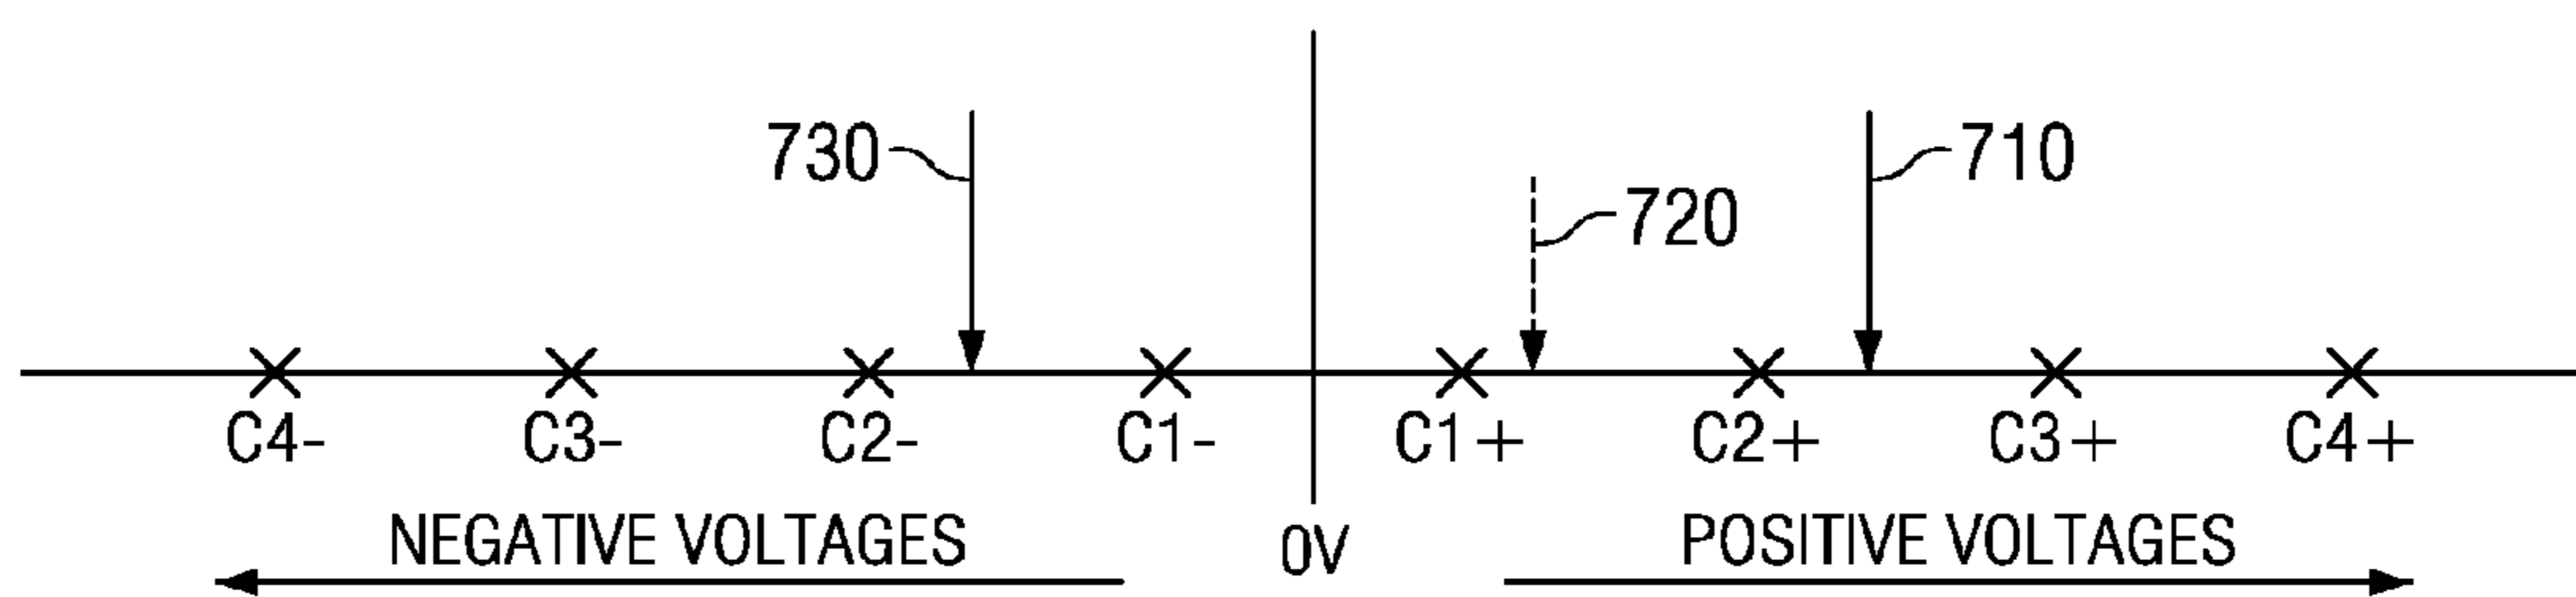 730
710
720
C4- C3- C2- C1- C1+ C2+ C3+ C4+
NEGATIVE VOLTAGES 0V POSITIVE VOLTAGES